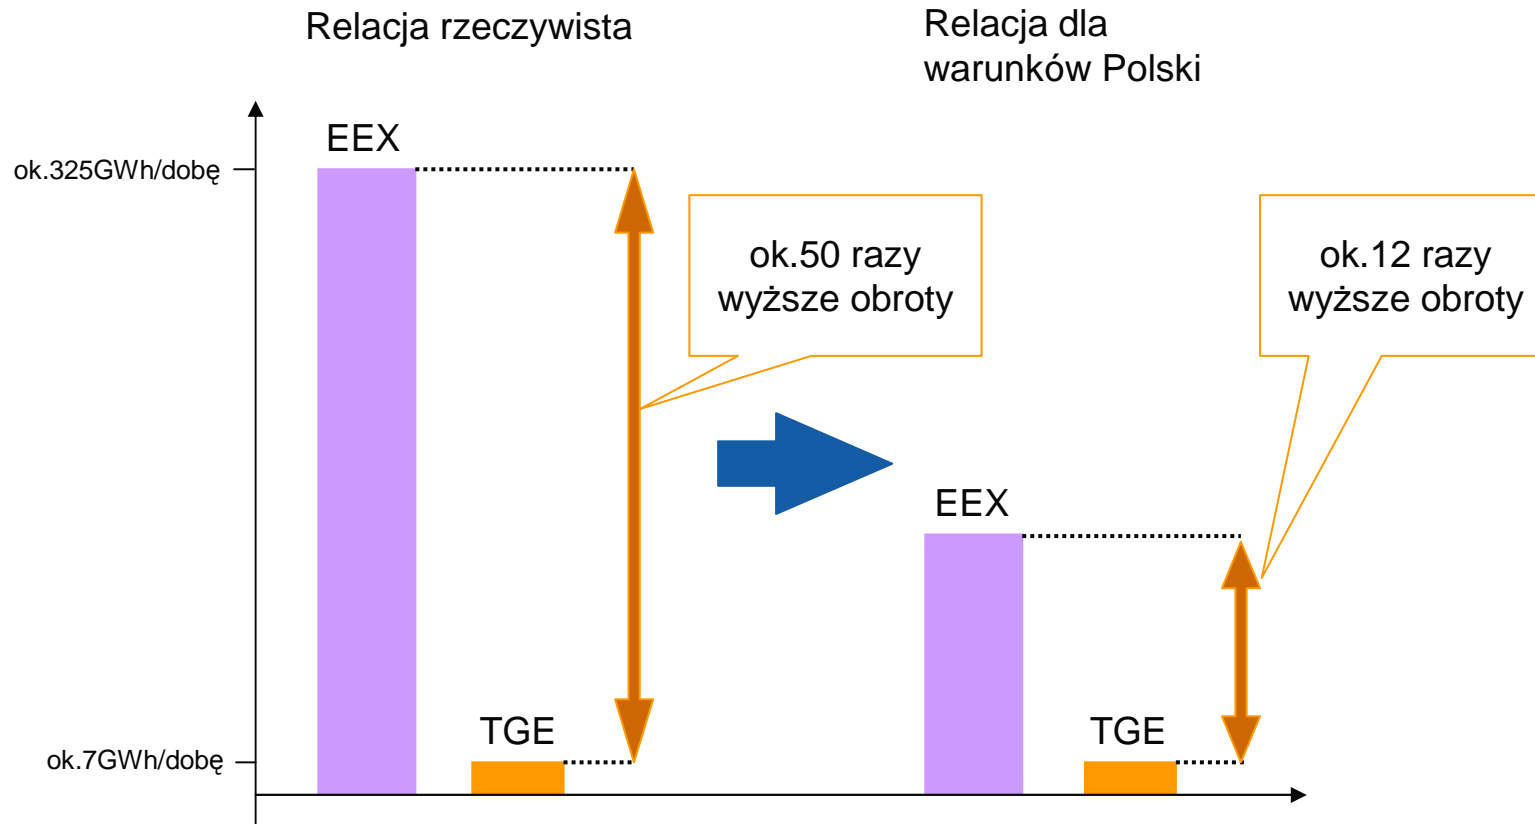 Relacja rzeczywista
Relacja dla
warunków Polski
EEX
ok.325GWh/dobę
ok.50 razy
wyższe obroty
ok.12 razy
wyższe obroty
EEX
TGE
TGE
ok.7GWh/dobę